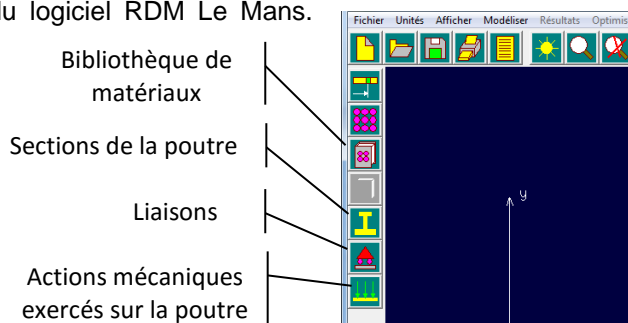 du logiciel RDM Le Mans.
Fichier Unités Afficher Modéliser Résultats Optimis
Bibliothèque de
matériaux
Sections de la poutre
Liaisons
Actions mécaniques
exercés sur la poutre
y